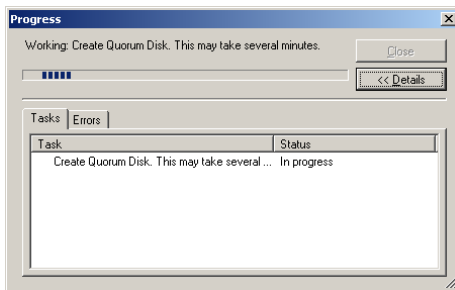 Progress
Working: Create Quorum Disk. This may take several minutes.
Close
<< Details
Tasks Errors
Task Status
Create Quorum Disk. This may take several ... In progress